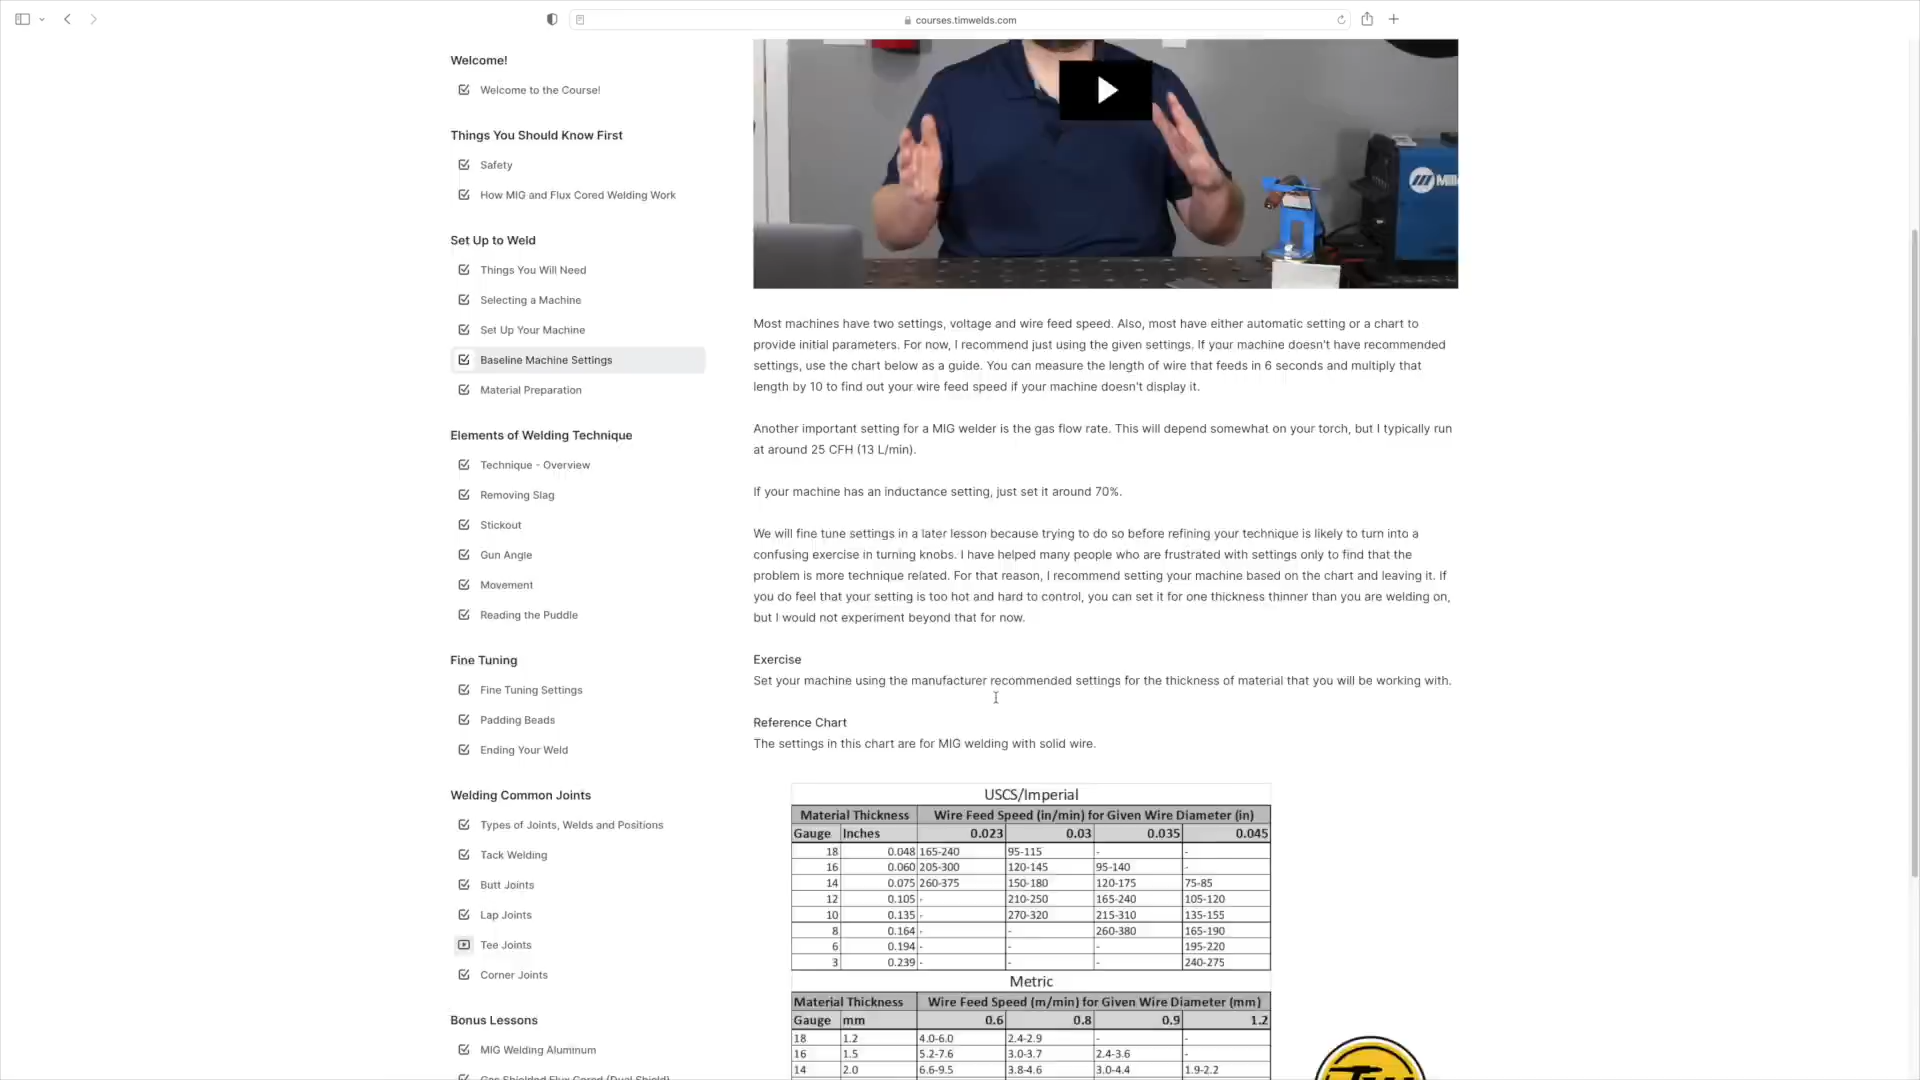 courses.timwelds.com
Welcome!
Welcome to the Course!
Things You Should Know First
Safety
How MIG and Flux Cored Welding Work
Set Up to Weld
Things You Will Need
Selecting a Machine
Set Up Your Machine
Baseline Machine Settings
Material Preparation
Elements of Welding Technique
Technique - Overview
Removing Slag
Stickout
Gun Angle
Movement
Reading the Puddle
Fine Tuning
Fine Tuning Settings
Padding Beads
Ending Your Weld
Welding Common Joints
Types of Joints, Welds and Positions
Tack Welding
Butt Joints
Lap Joints
Tee Joints
Corner Joints
Bonus Lessons
MIG Welding Aluminum
Gas Shielded Flux Cored (Dual Shield)
Most machines have two settings, voltage and wire feed speed. Also, most have either automatic setting or a chart to
provide initial parameters. For now, I recommend just using the given settings. If your machine doesn't have recommended
settings, use the chart below as a guide. You can measure the length of wire that feeds in 6 seconds and multiply that
length by 10 to find out your wire feed speed if your machine doesn't display it.
Another important setting for a MIG welder is the gas flow rate. This will depend somewhat on your torch, but I typically run
at around 25 CFH (13 L/min).
If your machine has an inductance setting, just set it around 70%.
We will fine tune settings in a later lesson because trying to do so before refining your technique is likely to turn into a
confusing exercise in turning knobs. I have helped many people who are frustrated with settings only to find that the
problem is more technique related. For that reason, I recommend setting your machine based on the chart and leaving it. If
you do feel that your setting is too hot and hard to control, you can set it for one thickness thinner than you are welding on,
but I would not experiment beyond that for now.
Exercise
Set your machine using the manufacturer recommended settings for the thickness of material that you will be working with.
Reference Chart
The settings in this chart are for MIG welding with solid wire.
USCS/Imperial
Material Thickness Wire Feed Speed (in/min) for Given Wire Diameter (in)
Gauge Inches 0.023 0.03 0.035 0.045
18 0.048 165-240 95-115 - -
16 0.060 205-300 120-145 95-140 -
14 0.075 260-375 150-180 120-175 75-85
12 0.105 - 210-250 165-240 105-120
10 0.135 - 270-320 215-310 135-155
8 0.164 - - 260-380 165-190
6 0.194 - - - 195-220
3 0.239 - - - 240-275
Metric
Material Thickness Wire Feed Speed (m/min) for Given Wire Diameter (mm)
Gauge mm 0.6 0.8 0.9 1.2
18 1.2 4.0-6.0 2.4-2.9 - -
16 1.5 5.2-7.6 3.0-3.7 2.4-3.6 -
14 2.0 6.6-9.5 3.8-4.6 3.0-4.4 1.9-2.2